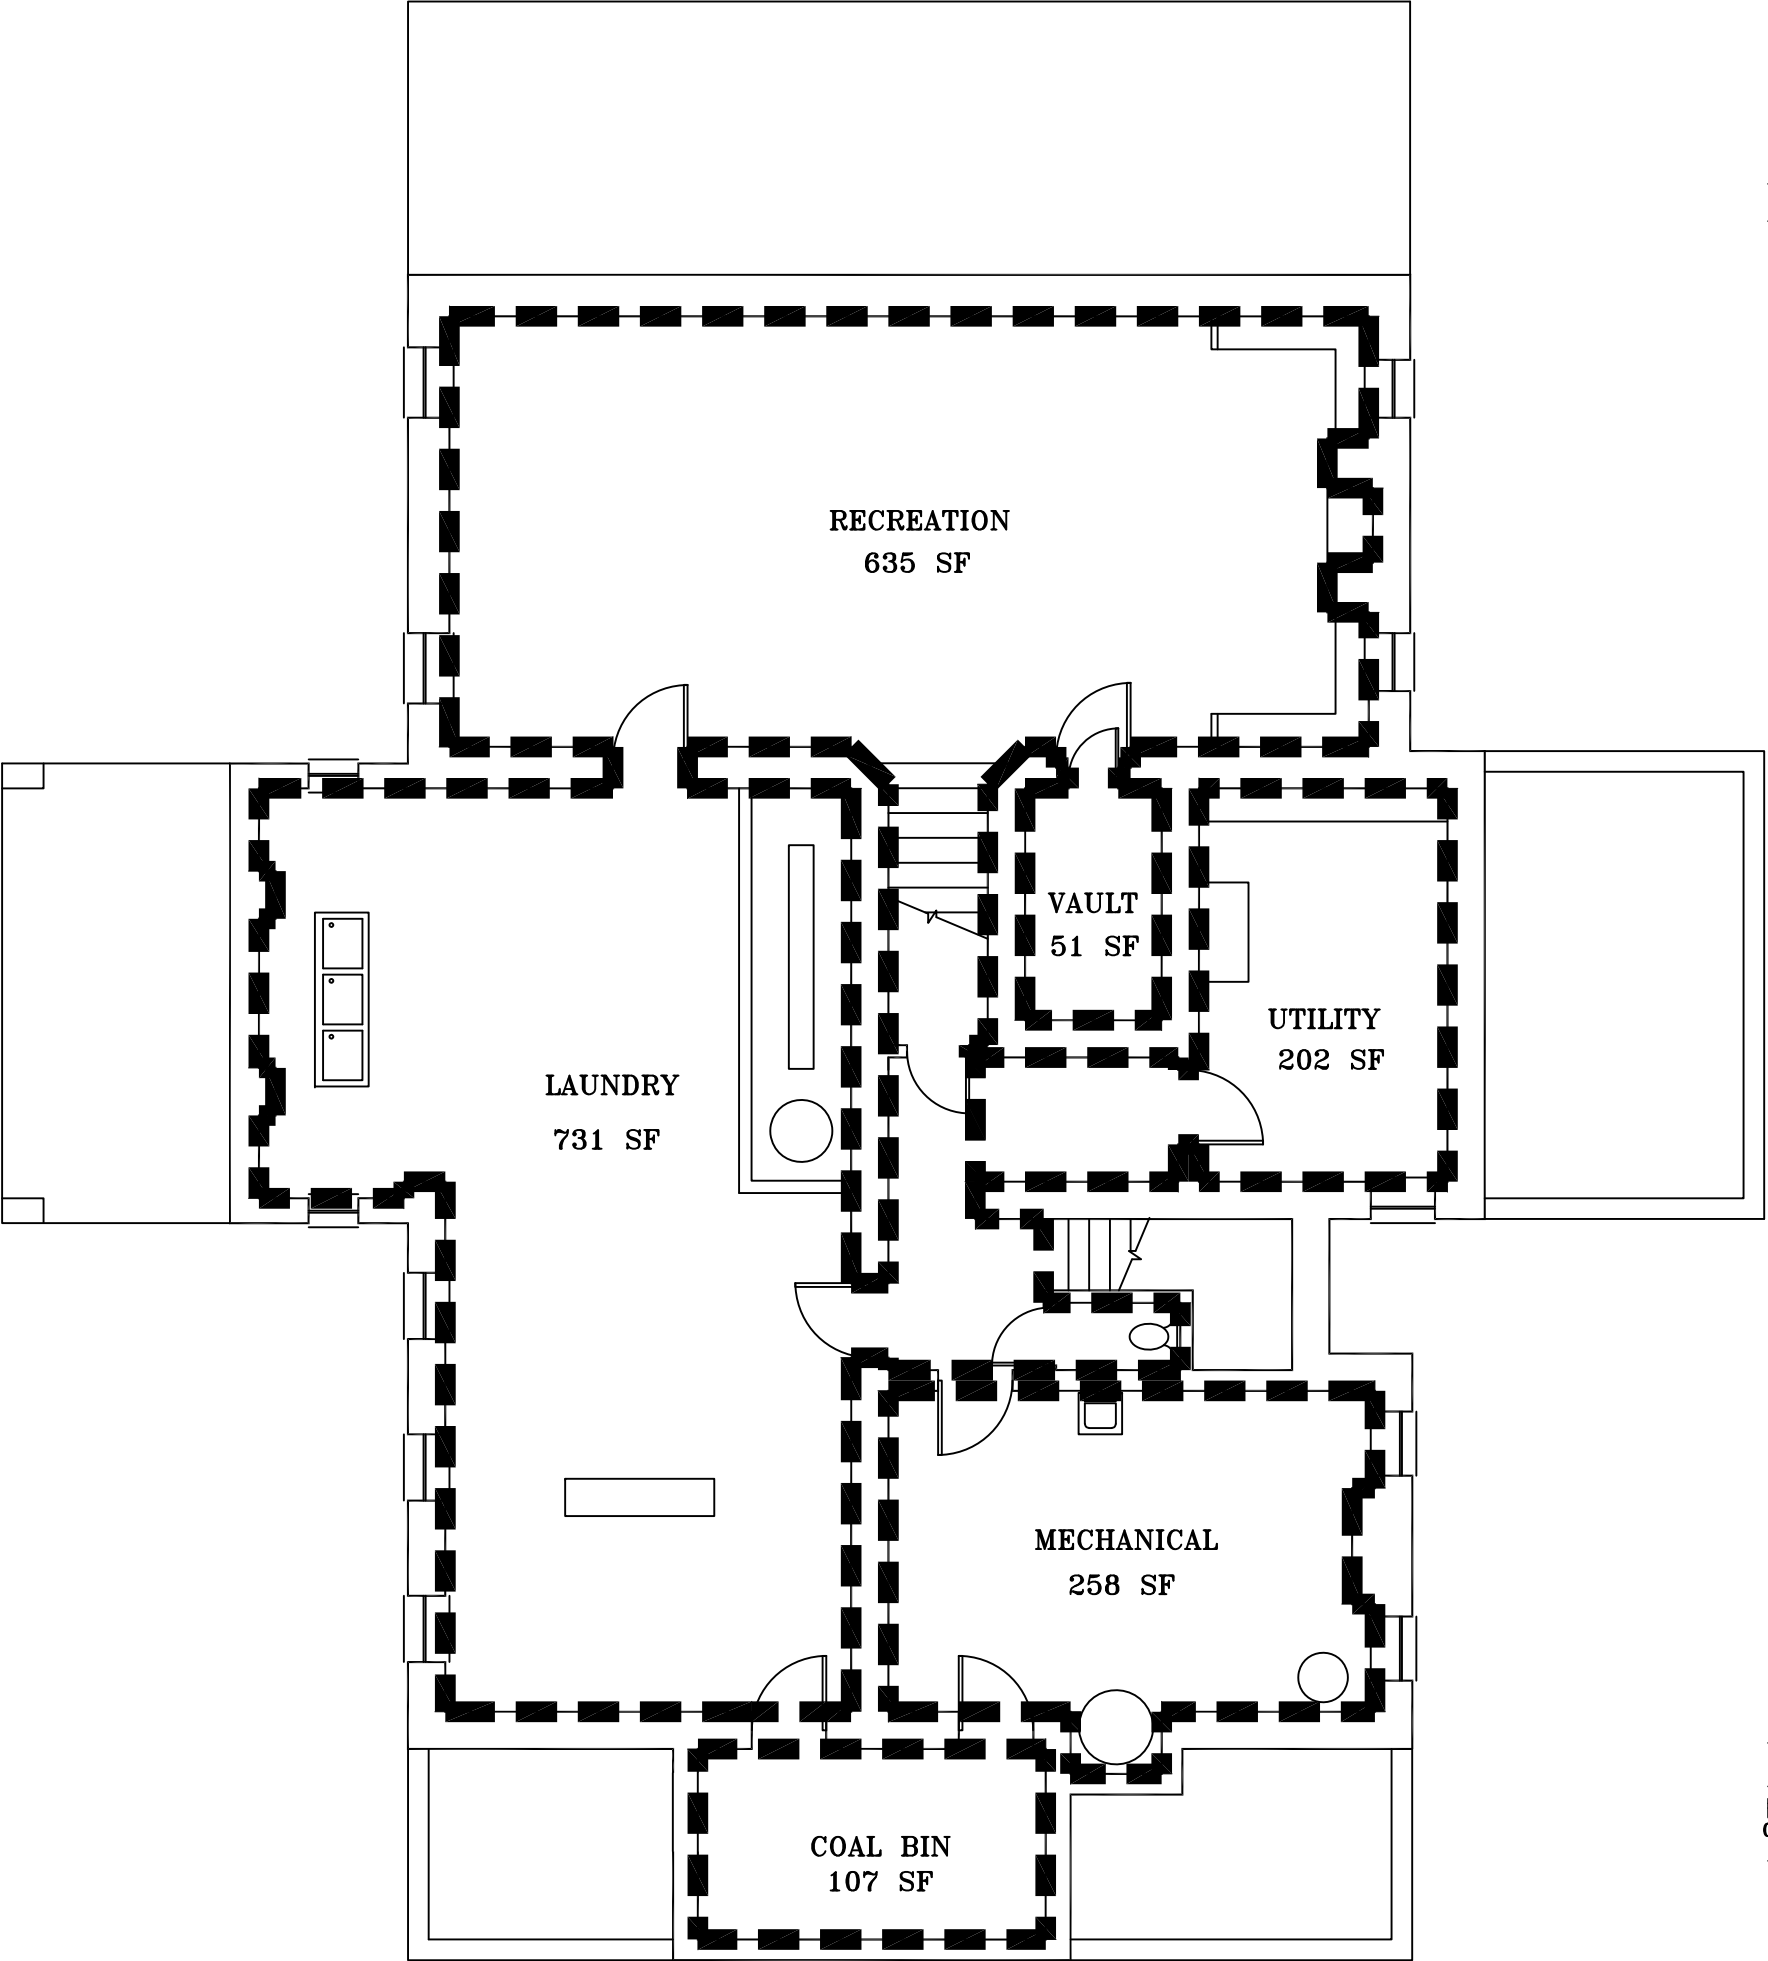 RECREATION
635 SF
VAULT
51 SF
UTILITY
202 SF
LAUNDRY
731 SF
MECHANICAL
258 SF
COAL BIN
107 SF